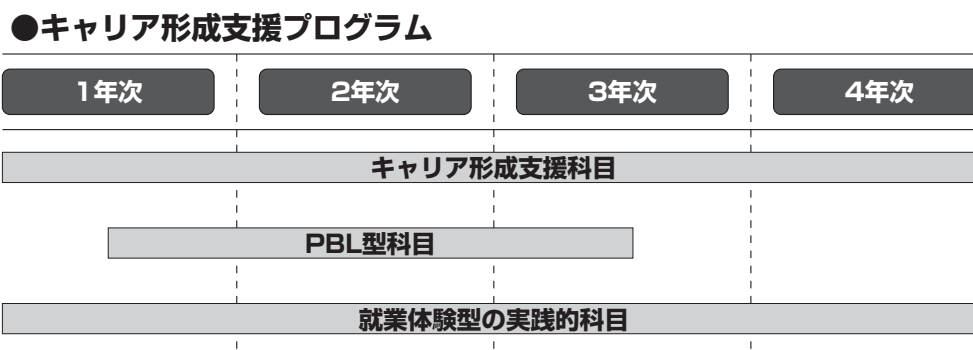 ●キャリア形成支援プログラム
1年次 2年次 3年次 4年次
キャリア形成支援科目
PBL型科目
就業体験型の実践的科目